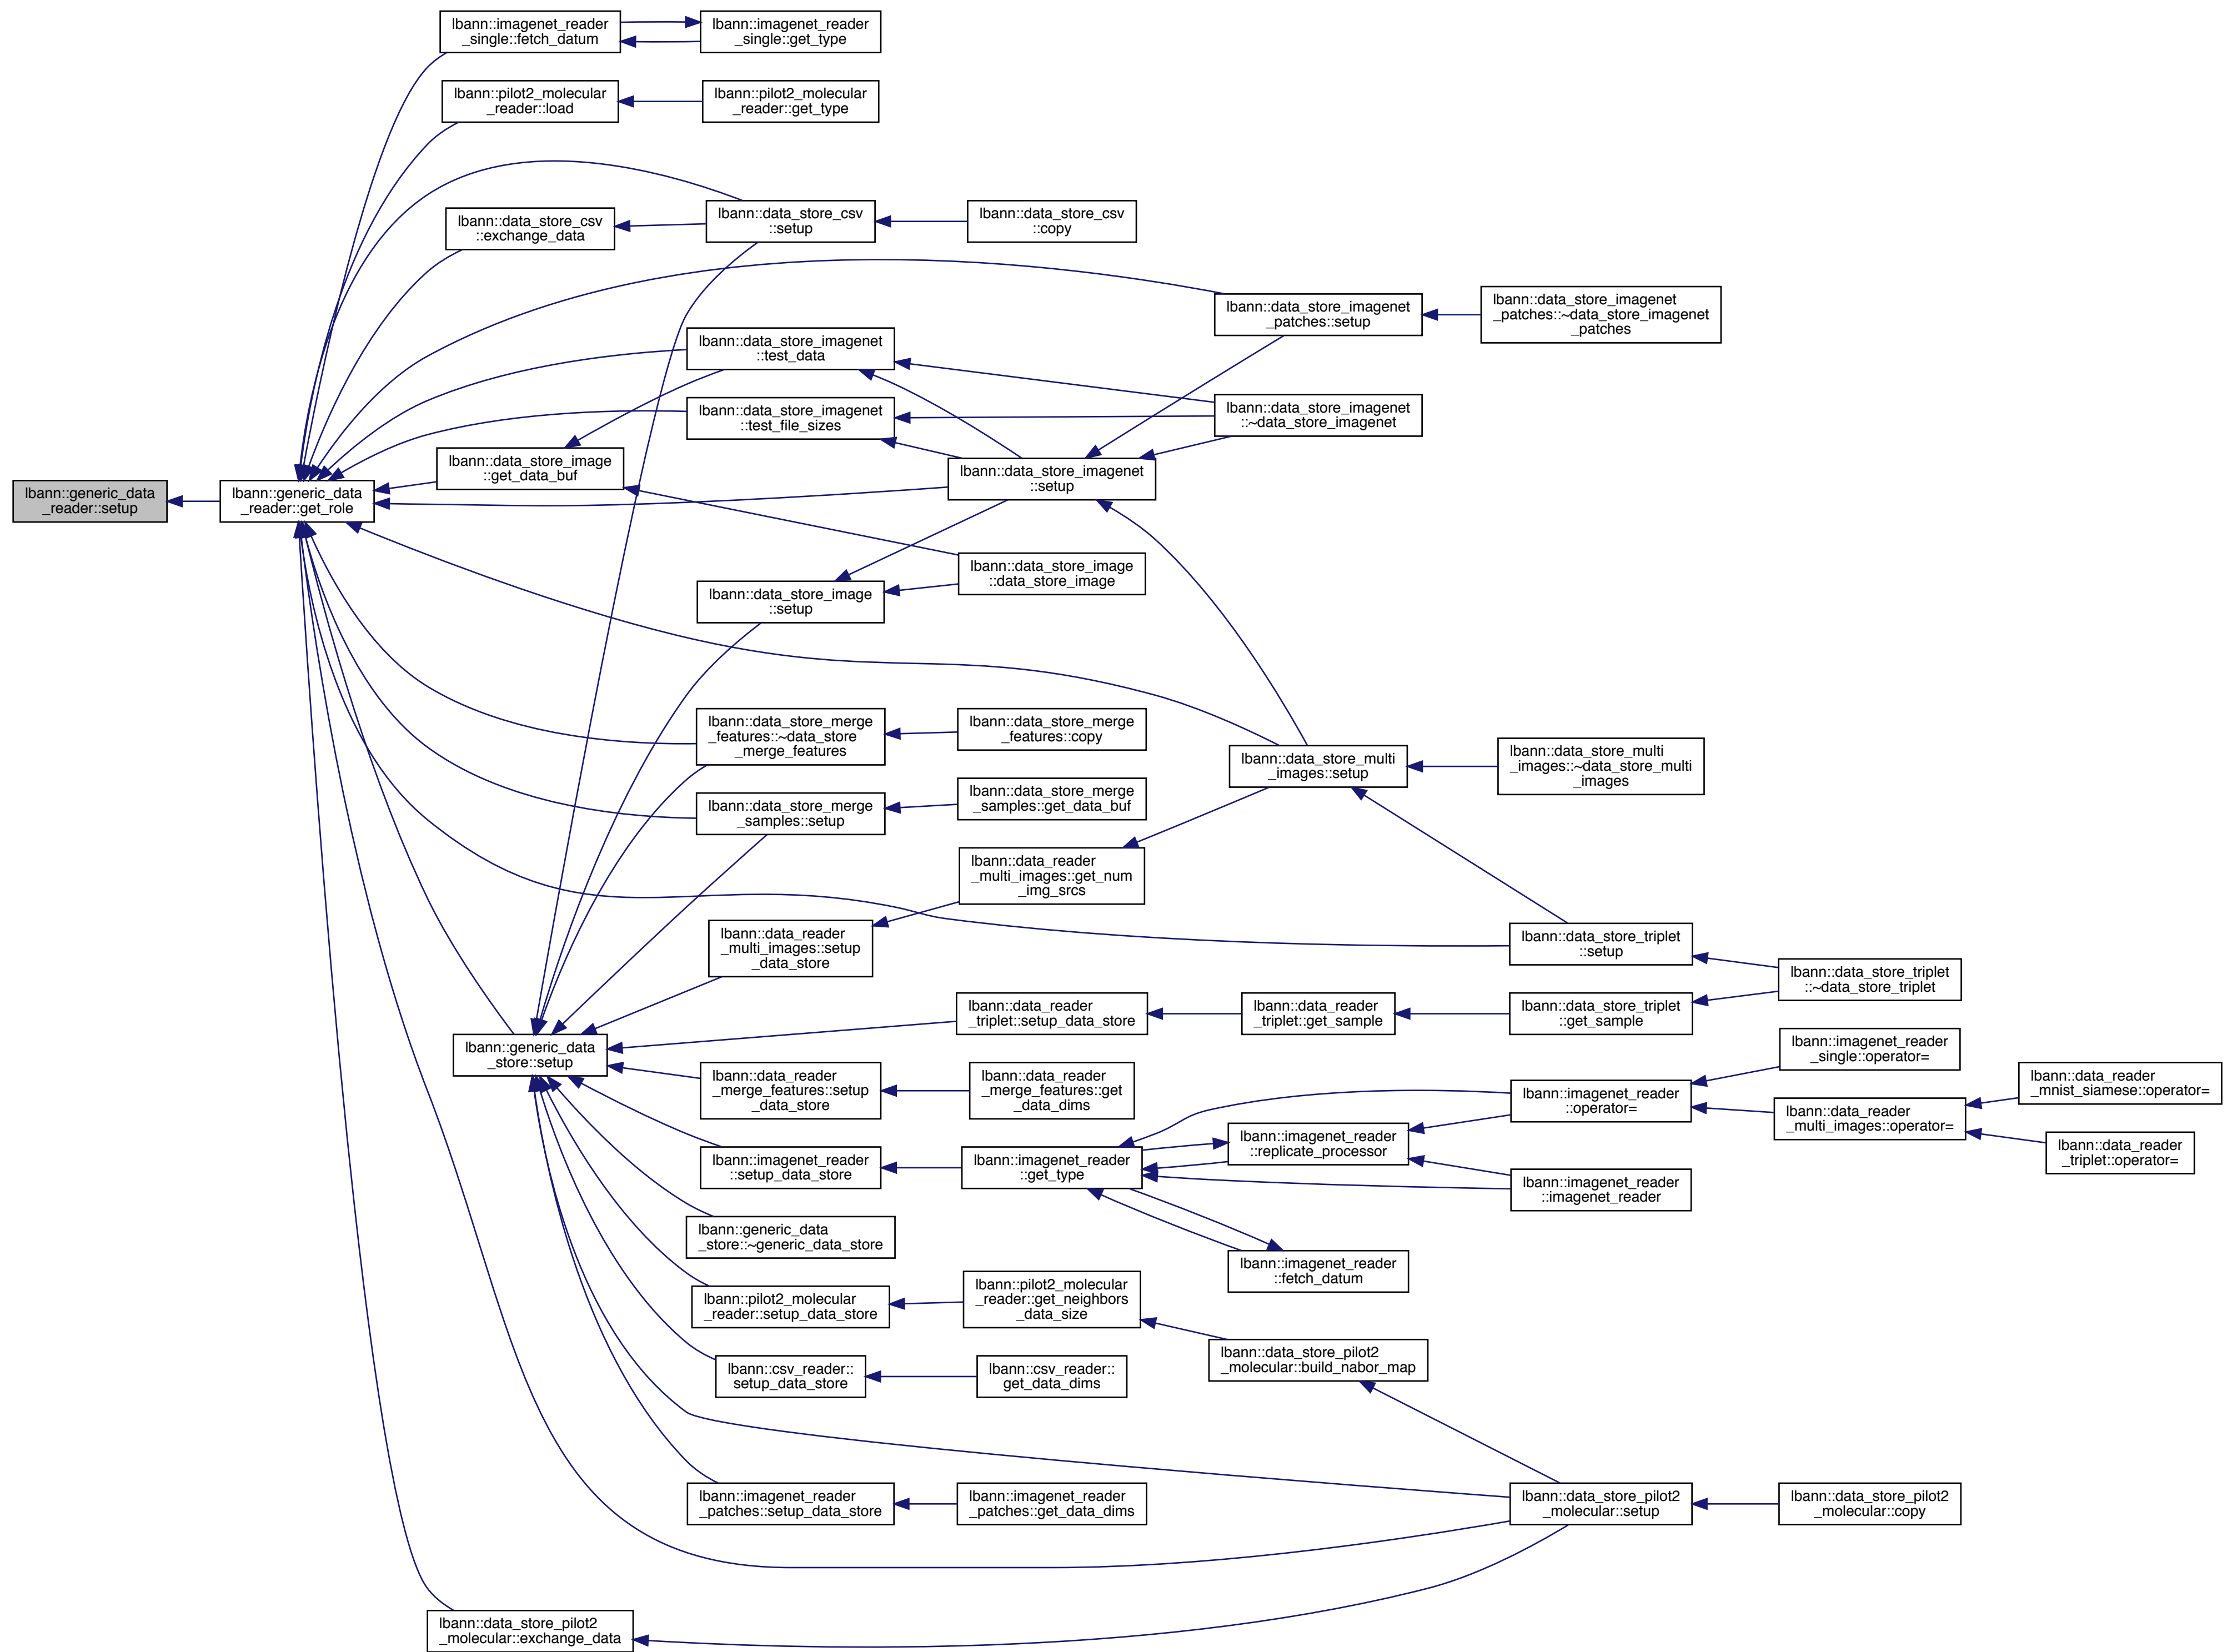 lbann::imagenet_reader
_single::fetch_datum
lbann::imagenet_reader
_single::get_type
lbann::pilot2_molecular
_reader::load
lbann::pilot2_molecular
_reader::get_type
lbann::data_store_csv
::exchange_data
lbann::data_store_csv
::setup
lbann::data_store_csv
::copy
lbann::data_store_imagenet
_patches::setup
lbann::data_store_imagenet
_patches::~data_store_imagenet
_patches
lbann::data_store_imagenet
::test_data
lbann::data_store_imagenet
::test_file_sizes
lbann::data_store_imagenet
::~data_store_imagenet
lbann::data_store_image
::get_data_buf
lbann::data_store_imagenet
::setup
lbann::generic_data
_reader::setup
lbann::generic_data
_reader::get_role
lbann::data_store_image
::data_store_image
lbann::data_store_image
::setup
lbann::data_store_merge
_features::~data_store
_merge_features
lbann::data_store_merge
_features::copy
lbann::data_store_multi
_images::setup
lbann::data_store_multi
_images::~data_store_multi
_images
lbann::data_store_merge
_samples::setup
lbann::data_store_merge
_samples::get_data_buf
lbann::data_reader
_multi_images::get_num
_img_srcs
lbann::data_reader
_multi_images::setup
_data_store
lbann::data_store_triplet
::setup
lbann::data_store_triplet
::~data_store_triplet
lbann::data_reader
_triplet::setup_data_store
lbann::data_reader
_triplet::get_sample
lbann::data_store_triplet
::get_sample
lbann::generic_data
_store::setup
lbann::imagenet_reader
_single::operator=
lbann::data_reader
_merge_features::setup
_data_store
lbann::data_reader
_merge_features::get
_data_dims
lbann::imagenet_reader
::operator=
lbann::data_reader
_mnist_siamese::operator=
lbann::data_reader
_multi_images::operator=
lbann::data_reader
_triplet::operator=
lbann::imagenet_reader
::replicate_processor
lbann::imagenet_reader
::setup_data_store
lbann::imagenet_reader
::get_type
lbann::imagenet_reader
::imagenet_reader
lbann::generic_data
_store::~generic_data_store
lbann::imagenet_reader
::fetch_datum
lbann::pilot2_molecular
_reader::setup_data_store
lbann::pilot2_molecular
_reader::get_neighbors
_data_size
lbann::data_store_pilot2
_molecular::build_nabor_map
lbann::csv_reader::
setup_data_store
lbann::csv_reader::
get_data_dims
lbann::imagenet_reader
_patches::setup_data_store
lbann::imagenet_reader
_patches::get_data_dims
lbann::data_store_pilot2
_molecular::setup
lbann::data_store_pilot2
_molecular::copy
lbann::data_store_pilot2
_molecular::exchange_data